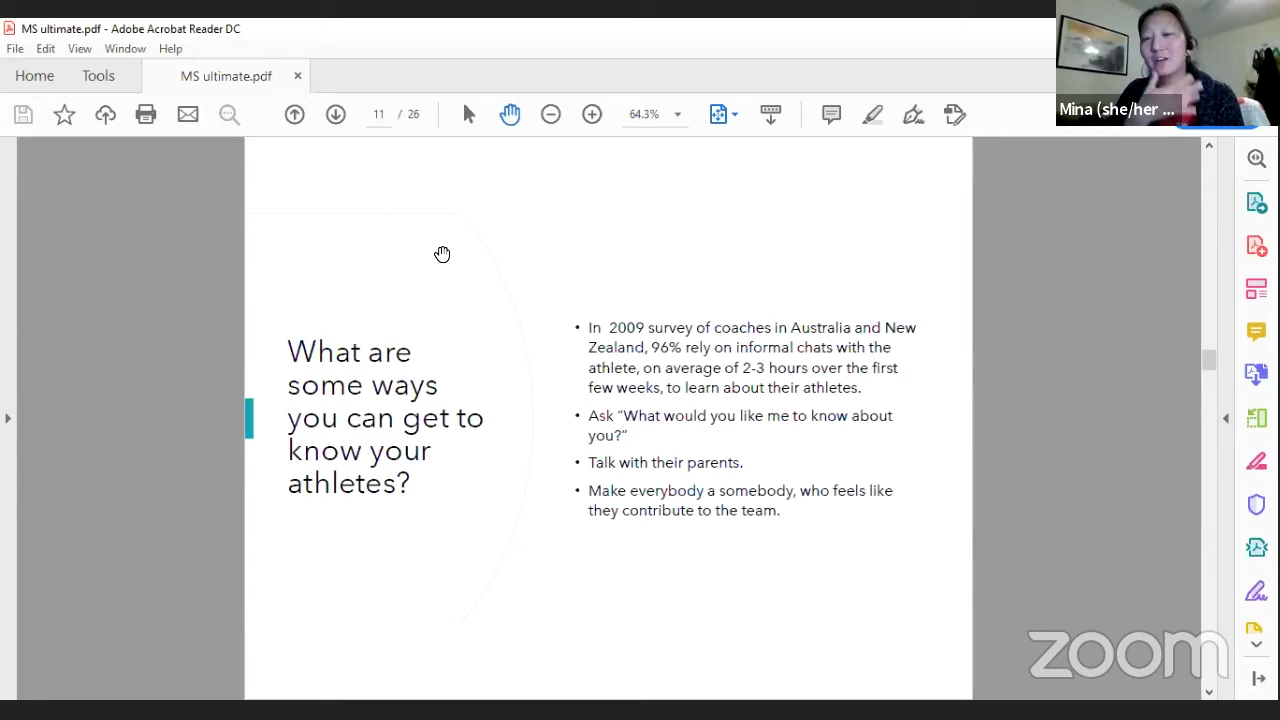 MS ultimate.pdf - Adobe Acrobat Reader DC
File Edit View Window Help
Home Tools MS ultimate.pdf ×
11 / 26 64.3%
Mina (she/her ...
What are
some ways
you can get to
know your
athletes?
• In 2009 survey of coaches in Australia and New
Zealand, 96% rely on informal chats with the
athlete, on average of 2-3 hours over the first
few weeks, to learn about their athletes.
• Ask “What would you like me to know about
you?”
• Talk with their parents.
• Make everybody a somebody, who feels like
they contribute to the team.
zoom